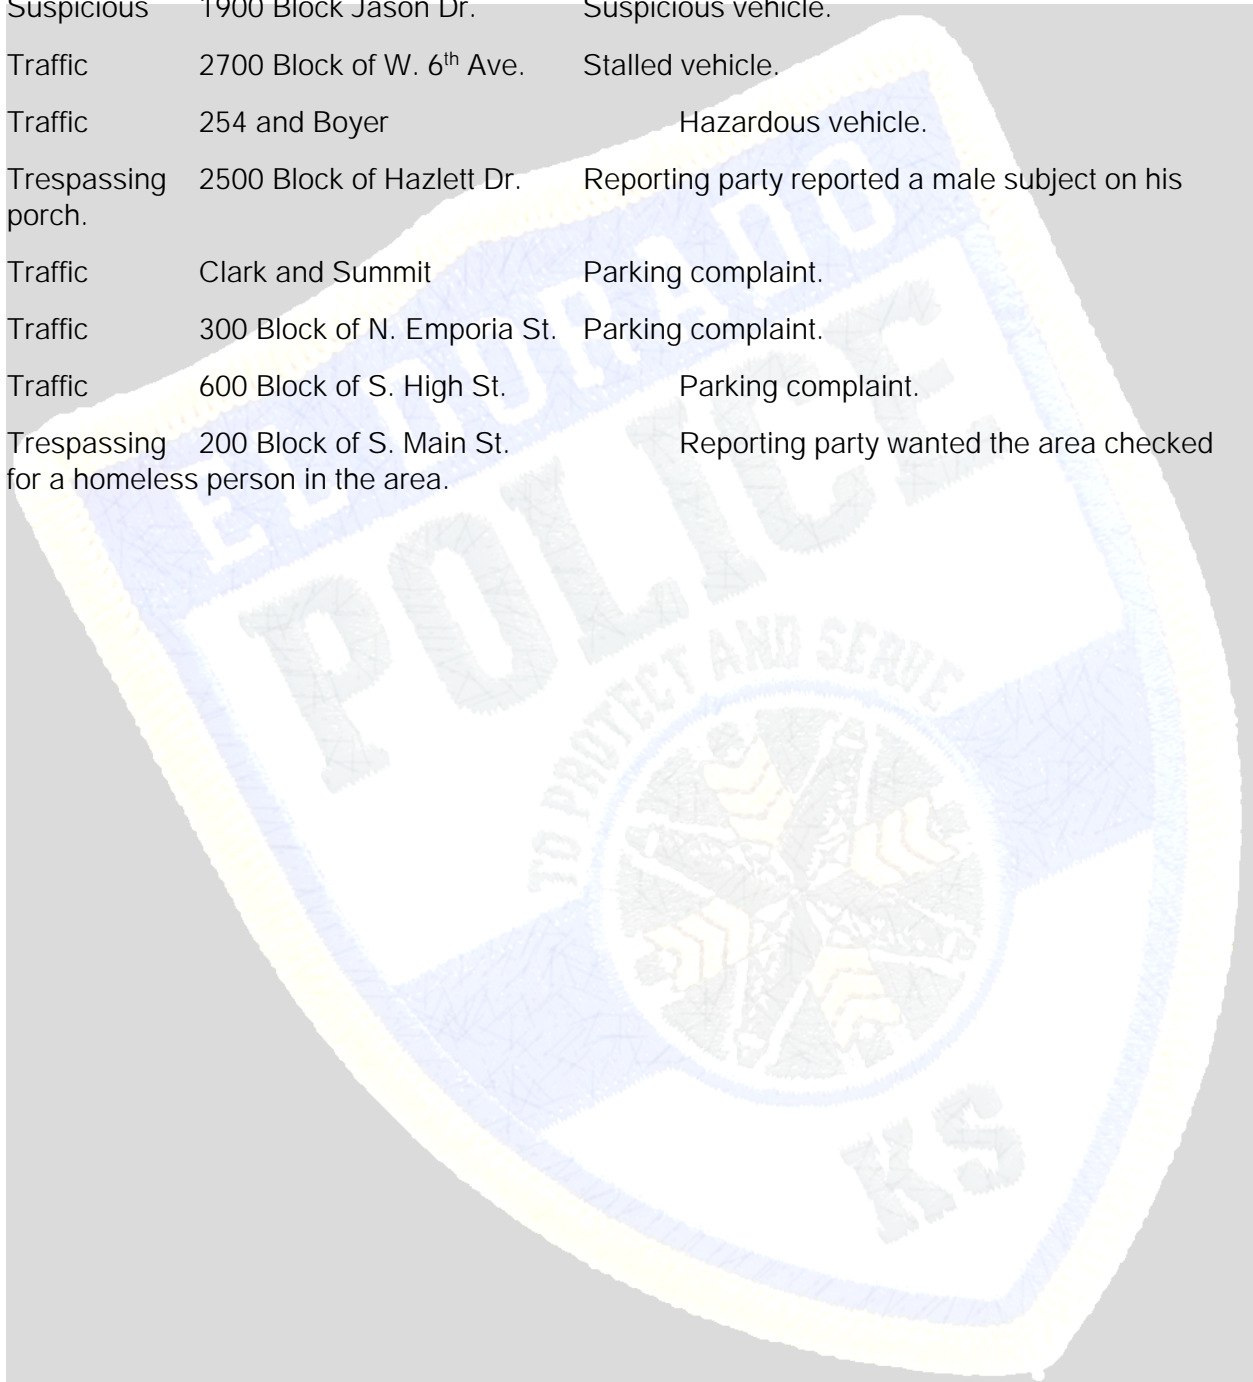 Suspicious 1900 Block Jason Dr. Suspicious vehicle.
Traffic 2700 Block of W. 6th Ave. Stalled vehicle.
Traffic 254 and Boyer Hazardous vehicle.
Trespassing 2500 Block of Hazlett Dr. Reporting party reported a male subject on his
porch.
Traffic Clark and Summit Parking complaint.
Traffic 300 Block of N. Emporia St. Parking complaint.
Traffic 600 Block of S. High St. Parking complaint.
Trespassing 200 Block of S. Main St. Reporting party wanted the area checked
for a homeless person in the area.
EL DORADO
POLICE
TO PROTECT AND SERVE
KS